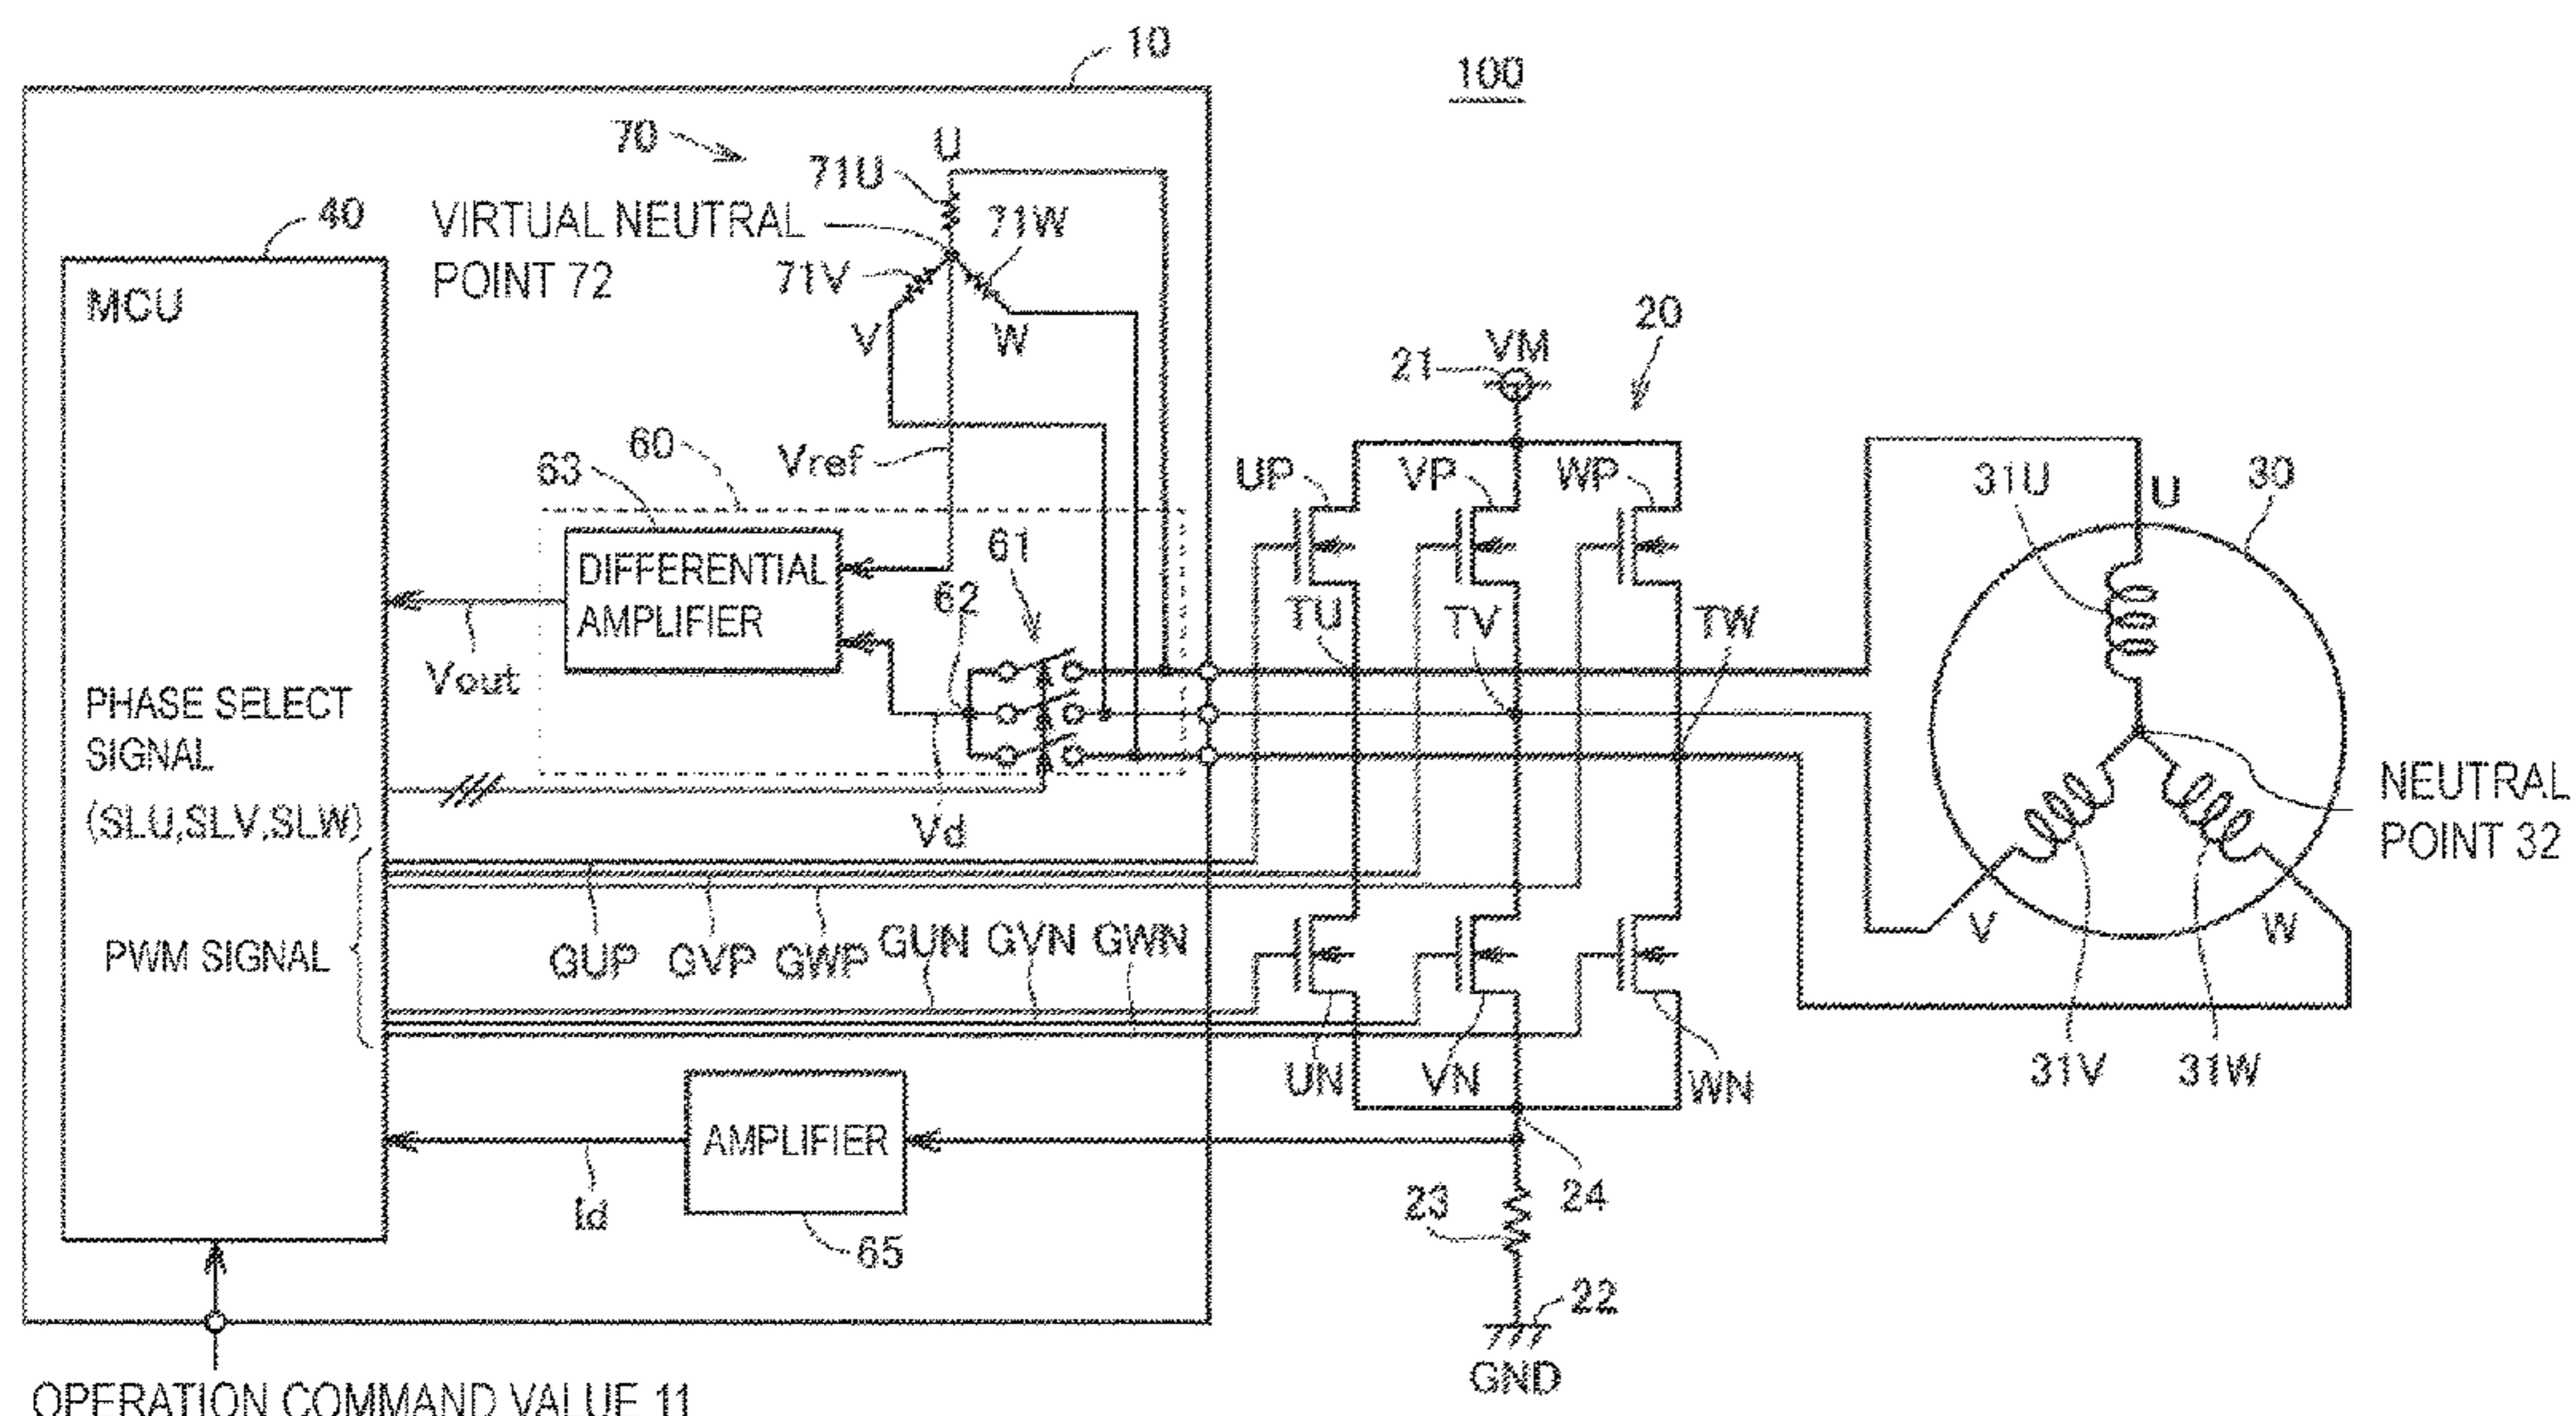 10
100
70
U
71U
40
VIRTUAL NEUTRAL
POINT 72
71W
71V
MCU
V
W
20
VM
21
60
Vref
63
UP
VP
WP
31U
U
30
DIFFERENTIAL
AMPLIFIER
61
62
TU
TV
TW
Vout
PHASE SELECT
SIGNAL
(SLU,SLV,SLW)
Vd
NEUTRAL
POINT 32
V
W
PWM SIGNAL
GUP
GVP
GWP
GUN
GVN
GWN
UN
VN
WN
31V
31W
AMPLIFIER
Id
65
23
24
22
GND
OPERATION COMMAND VALUE 11